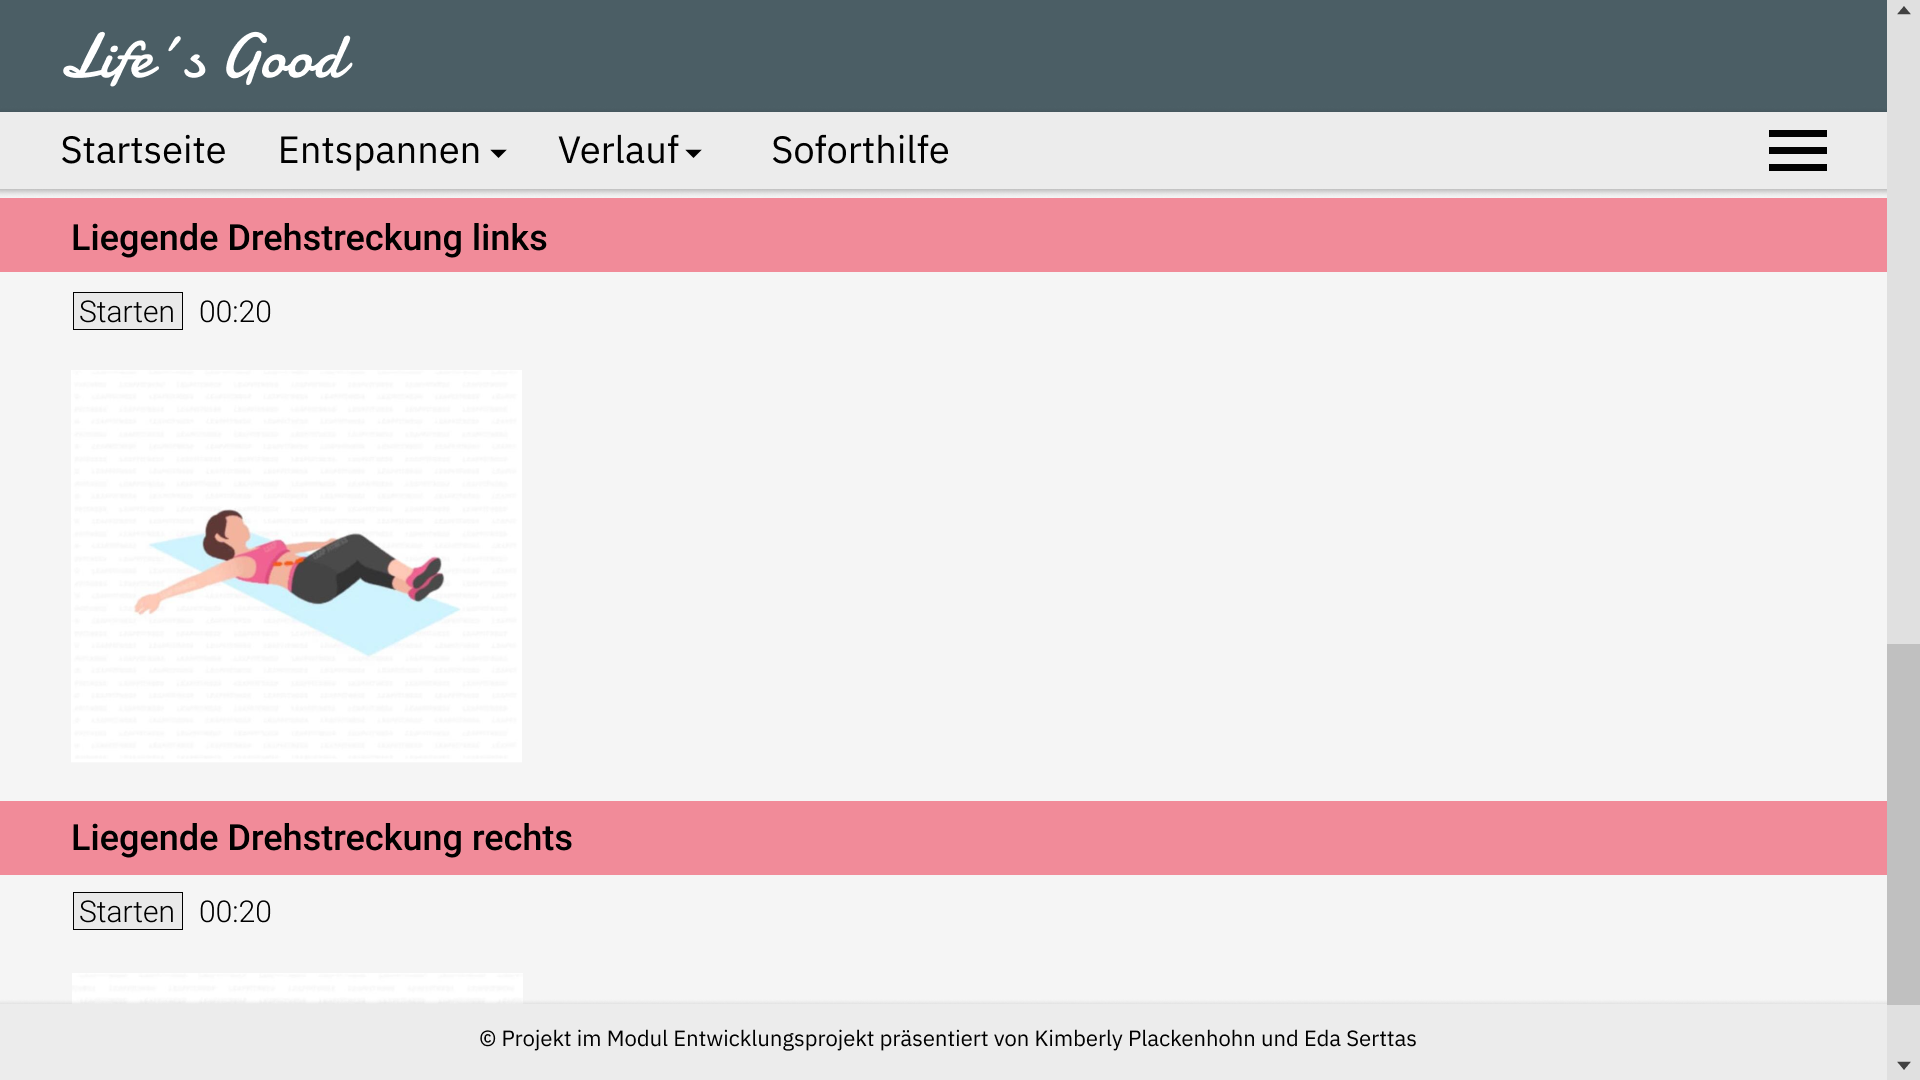 Life´s Good
Startseite Entspannen Verlauf Soforthilfe
Liegende Drehstreckung links
Starten 00:20
Liegende Drehstreckung rechts
Starten 00:20
© Projekt im Modul Entwicklungsprojekt präsentiert von Kimberly Plackenhohn und Eda Serttas